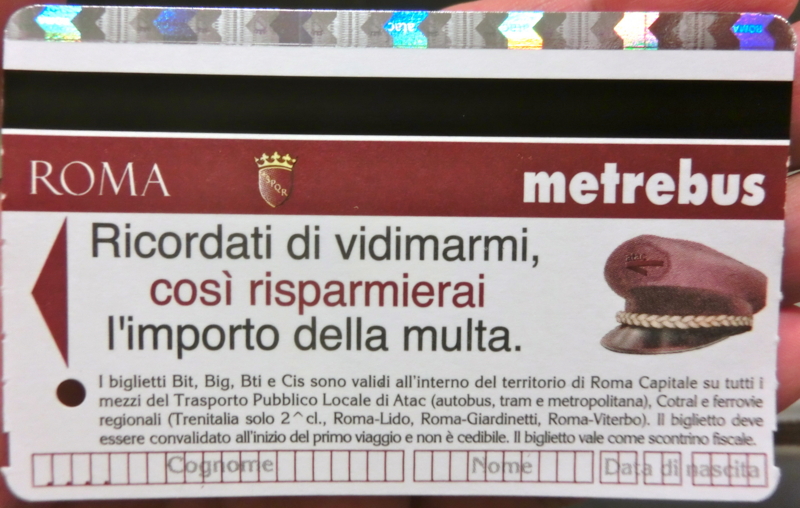 atac
ROMA
ROMA
SPQR
metrebus
Ricordati di vidimarmi,
così risparmierai
l'importo della multa.
atac
I biglietti Bit, Big, Bti e Cis sono validi all'interno del territorio di Roma Capitale su tutti i
mezzi del Trasporto Pubblico Locale di Atac (autobus, tram e metropolitana), Cotral e ferrovie
regionali (Trenitalia solo 2^cl., Roma-Lido, Roma-Giardinetti, Roma-Viterbo). Il biglietto deve
essere convalidato all'inizio del primo viaggio e non è cedibile. Il biglietto vale come scontrino fiscale.
Cognome Nome Data di nascita